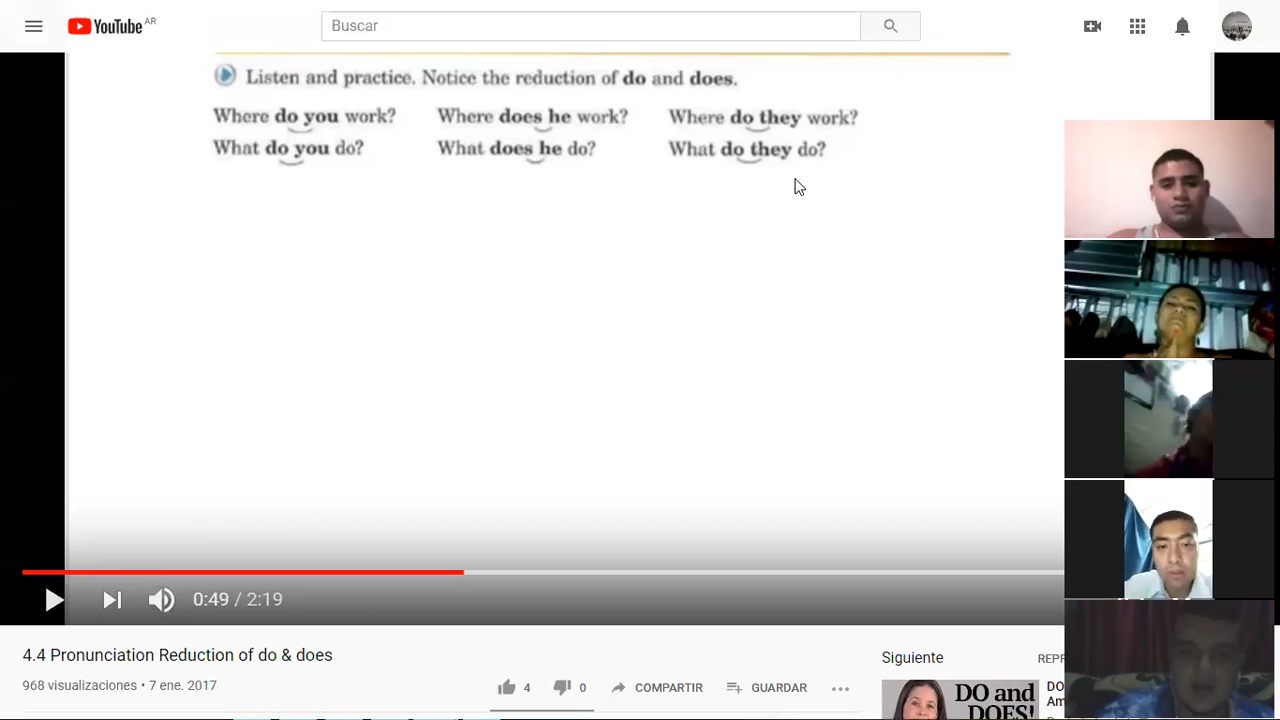 YouTube AR
Buscar
Listen and practice. Notice the reduction of do and does.
Where do you work? Where does he work? Where do they work?
What do you do? What does he do? What do they do?
0:49 / 2:19
4.4 Pronunciation Reduction of do & does
968 visualizaciones • 7 ene. 2017
4 0 COMPARTIR GUARDAR
Siguiente
DO and
DOES!
DO